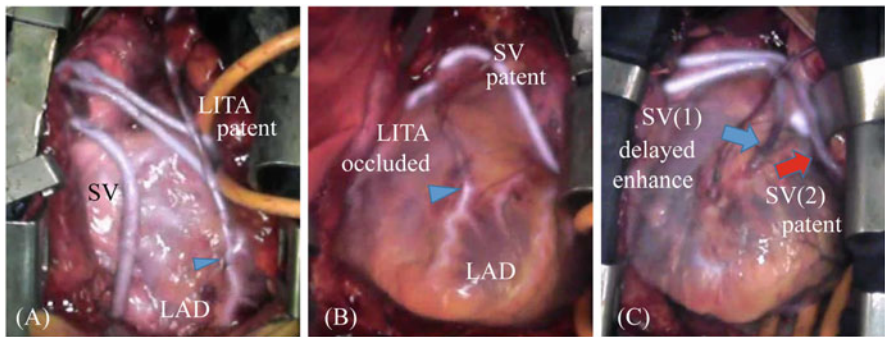 LITA
patent
SV
LAD
(A)
SV
patent
LITA
occluded
LAD
(B)
SV(1)
delayed
enhance
SV(2)
patent
(C)